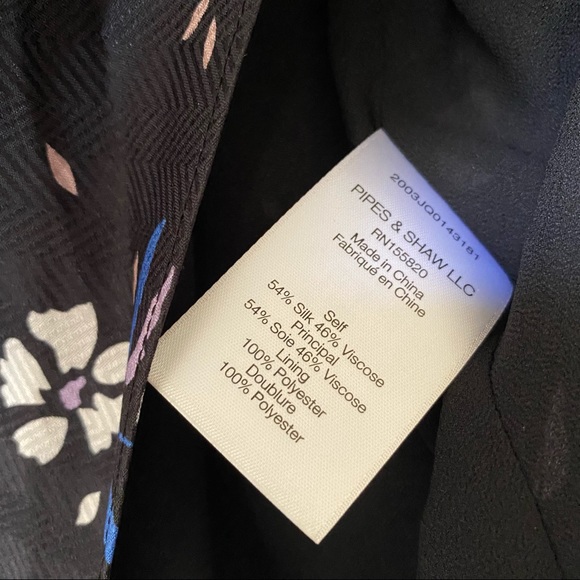 2003JQ0143181
PIPES & SHAW LLC
RN155820
Made in China
Fabriqué en Chine
Self
54% Silk 46% Viscose
Principal
54% Soie 46% Viscose
Lining
100% Polyester
Doublure
100% Polyester